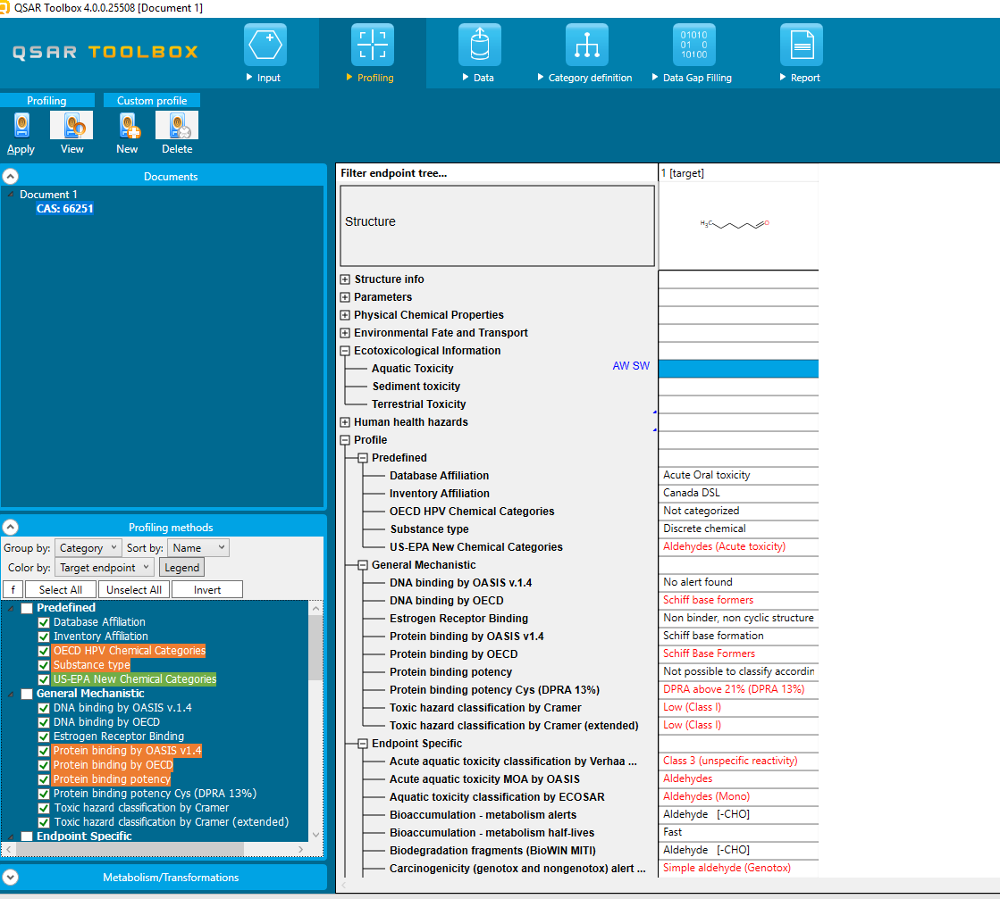 QSAR Toolbox 4.0.0.25508 [Document 1]
QSAR TOOLBOX
Input
Profiling
Data
Category definition
01010
01 0
10100
Data Gap Filling
Report
Profiling
Custom profile
Apply
View
New
Delete
Documents
Document 1
CAS: 66251
Profiling methods
Group by: Category Sort by: Name
Color by: Target endpoint Legend
f Select All Unselect All Invert
Predefined
Database Affiliation
Inventory Affiliation
OECD HPV Chemical Categories
Substance type
US-EPA New Chemical Categories
General Mechanistic
DNA binding by OASIS v.1.4
DNA binding by OECD
Estrogen Receptor Binding
Protein binding by OASIS v1.4
Protein binding by OECD
Protein binding potency
Protein binding potency Cys (DPRA 13%)
Toxic hazard classification by Cramer
Toxic hazard classification by Cramer (extended)
Endpoint Specific
Metabolism/Transformations
Filter endpoint tree...
1 [target]
Structure
H3C
O
Structure info
Parameters
Physical Chemical Properties
Environmental Fate and Transport
Ecotoxicological Information
Aquatic Toxicity AW SW
Sediment toxicity
Terrestrial Toxicity
Human health hazards
Profile
Predefined
Database Affiliation Acute Oral toxicity
Inventory Affiliation Canada DSL
OECD HPV Chemical Categories Not categorized
Substance type Discrete chemical
US-EPA New Chemical Categories Aldehydes (Acute toxicity)
General Mechanistic
DNA binding by OASIS v.1.4 No alert found
DNA binding by OECD Schiff base formers
Estrogen Receptor Binding Non binder, non cyclic structure
Protein binding by OASIS v1.4 Schiff base formation
Protein binding by OECD Schiff Base Formers
Protein binding potency Not possible to classify accordin
Protein binding potency Cys (DPRA 13%) DPRA above 21% (DPRA 13%)
Toxic hazard classification by Cramer Low (Class I)
Toxic hazard classification by Cramer (extended) Low (Class I)
Endpoint Specific
Acute aquatic toxicity classification by Verhaa ... Class 3 (unspecific reactivity)
Acute aquatic toxicity MOA by OASIS Aldehydes
Aquatic toxicity classification by ECOSAR Aldehydes (Mono)
Bioaccumulation - metabolism alerts Aldehyde [-CHO]
Bioaccumulation - metabolism half-lives Fast
Biodegradation fragments (BioWIN MITI) Aldehyde [-CHO]
Carcinogenicity (genotox and nongenotox) alert ... Simple aldehyde (Genotox)